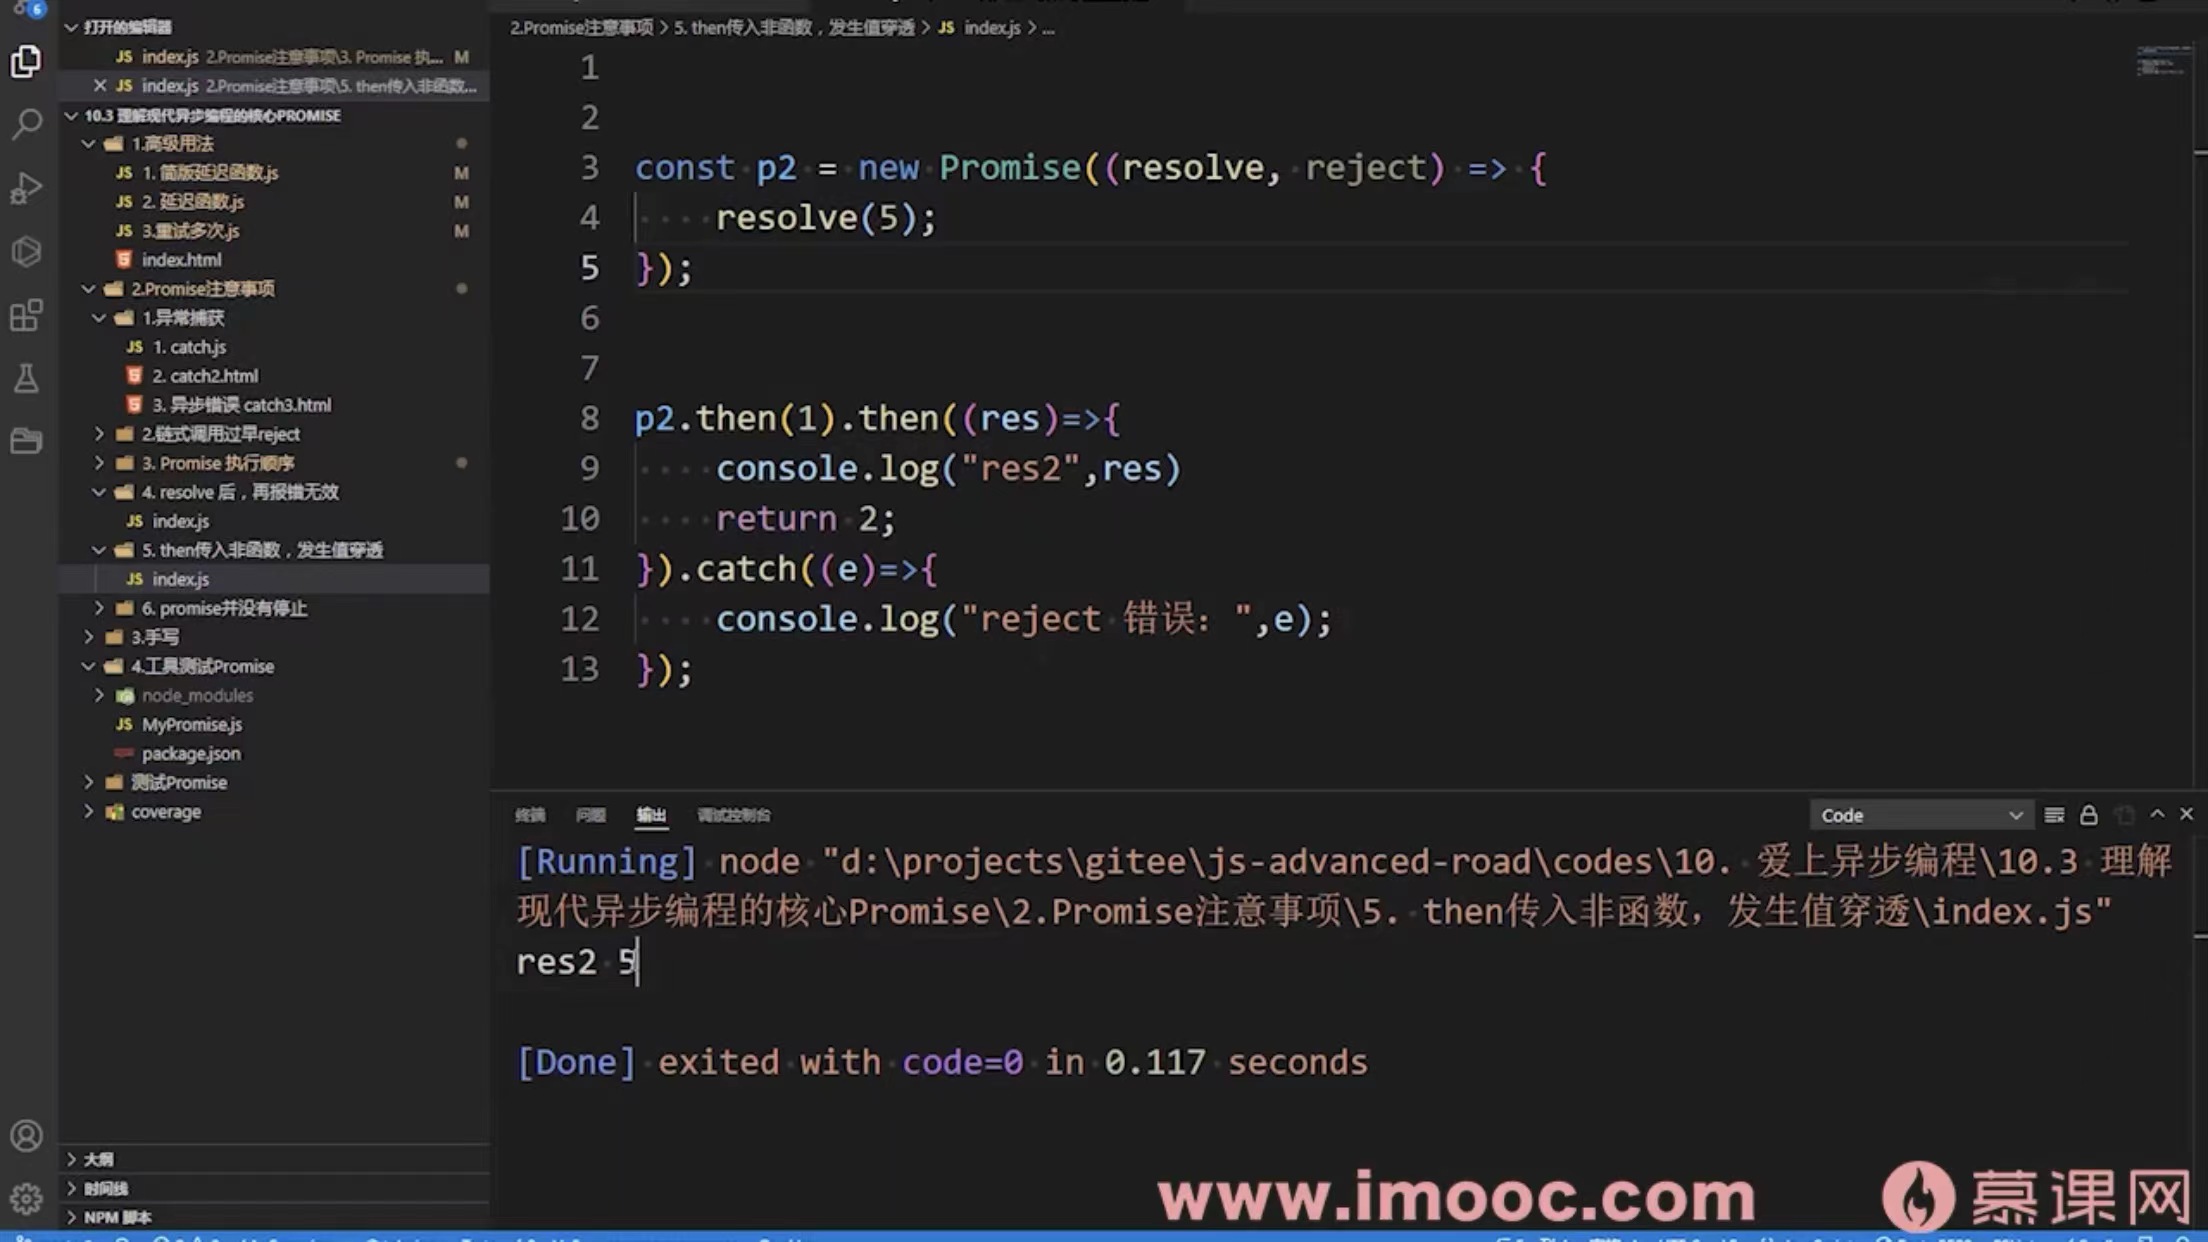 6
打开的编辑器
JS index.js 2.Promise注意事项\3. Promise 执... M
× JS index.js 2.Promise注意事项\5. then传入非函数...
10.3 理解现代异步编程的核心PROMISE
1.高级用法
JS 1. 简版延迟函数.js M
JS 2. 延迟函数.js M
JS 3.重试多次.js M
index.html
2.Promise注意事项
1.异常捕获
JS 1. catch.js
2. catch2.html
3. 异步错误 catch3.html
2.链式调用过早reject
3. Promise 执行顺序
4. resolve 后，再报错无效
JS index.js
5. then传入非函数，发生值穿透
JS index.js
6. promise并没有停止
3.手写
4.工具测试Promise
node_modules
JS MyPromise.js
package.json
测试Promise
coverage
大纲
时间线
NPM 脚本
2.Promise注意事项 > 5. then传入非函数，发生值穿透 > JS index.js > ...
1
2
3 const p2 = new Promise((resolve, reject) => {
4 resolve(5);
5 });
6
7
8 p2.then(1).then((res)=>{
9 console.log("res2",res)
10 return 2;
11 }).catch((e)=>{
12 console.log("reject 错误：",e);
13 });
终端 问题 输出 调试控制台 Code
[Running] node "d:\projects\gitee\js-advanced-road\codes\10. 爱上异步编程\10.3 理解
现代异步编程的核心Promise\2.Promise注意事项\5. then传入非函数，发生值穿透\index.js"
res2 5
[Done] exited with code=0 in 0.117 seconds
www.imooc.com 慕课网